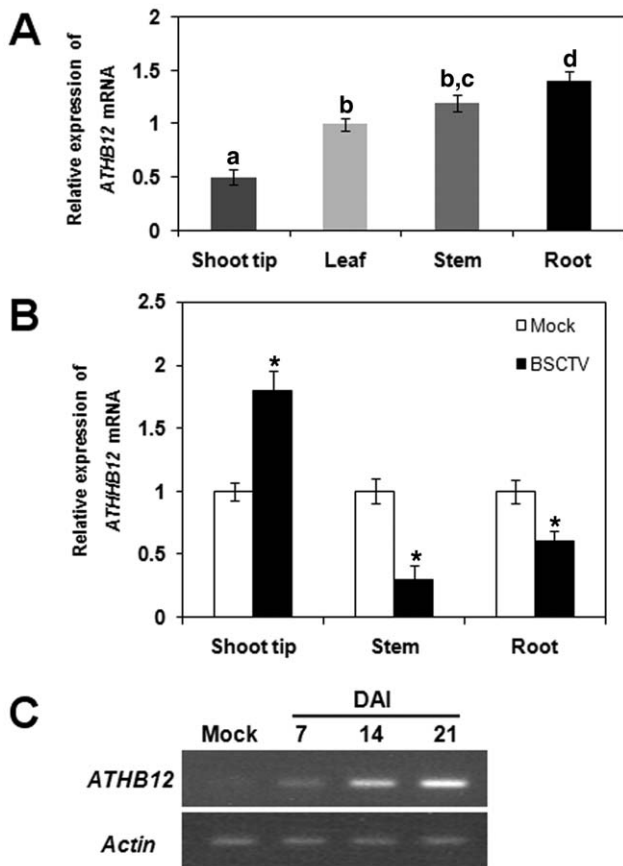 A
Relative expression of
ATHB12 mRNA
2
1.5
1
0.5
0
a
b
b,c
d
Shoot tip Leaf Stem Root
B
Relative expression of
ATHHB12 mRNA
2.5
2
1.5
1
0.5
0
Mock
BSCTV
*
*
*
Shoot tip Stem Root
C
DAI
Mock 7 14 21
ATHB12
Actin